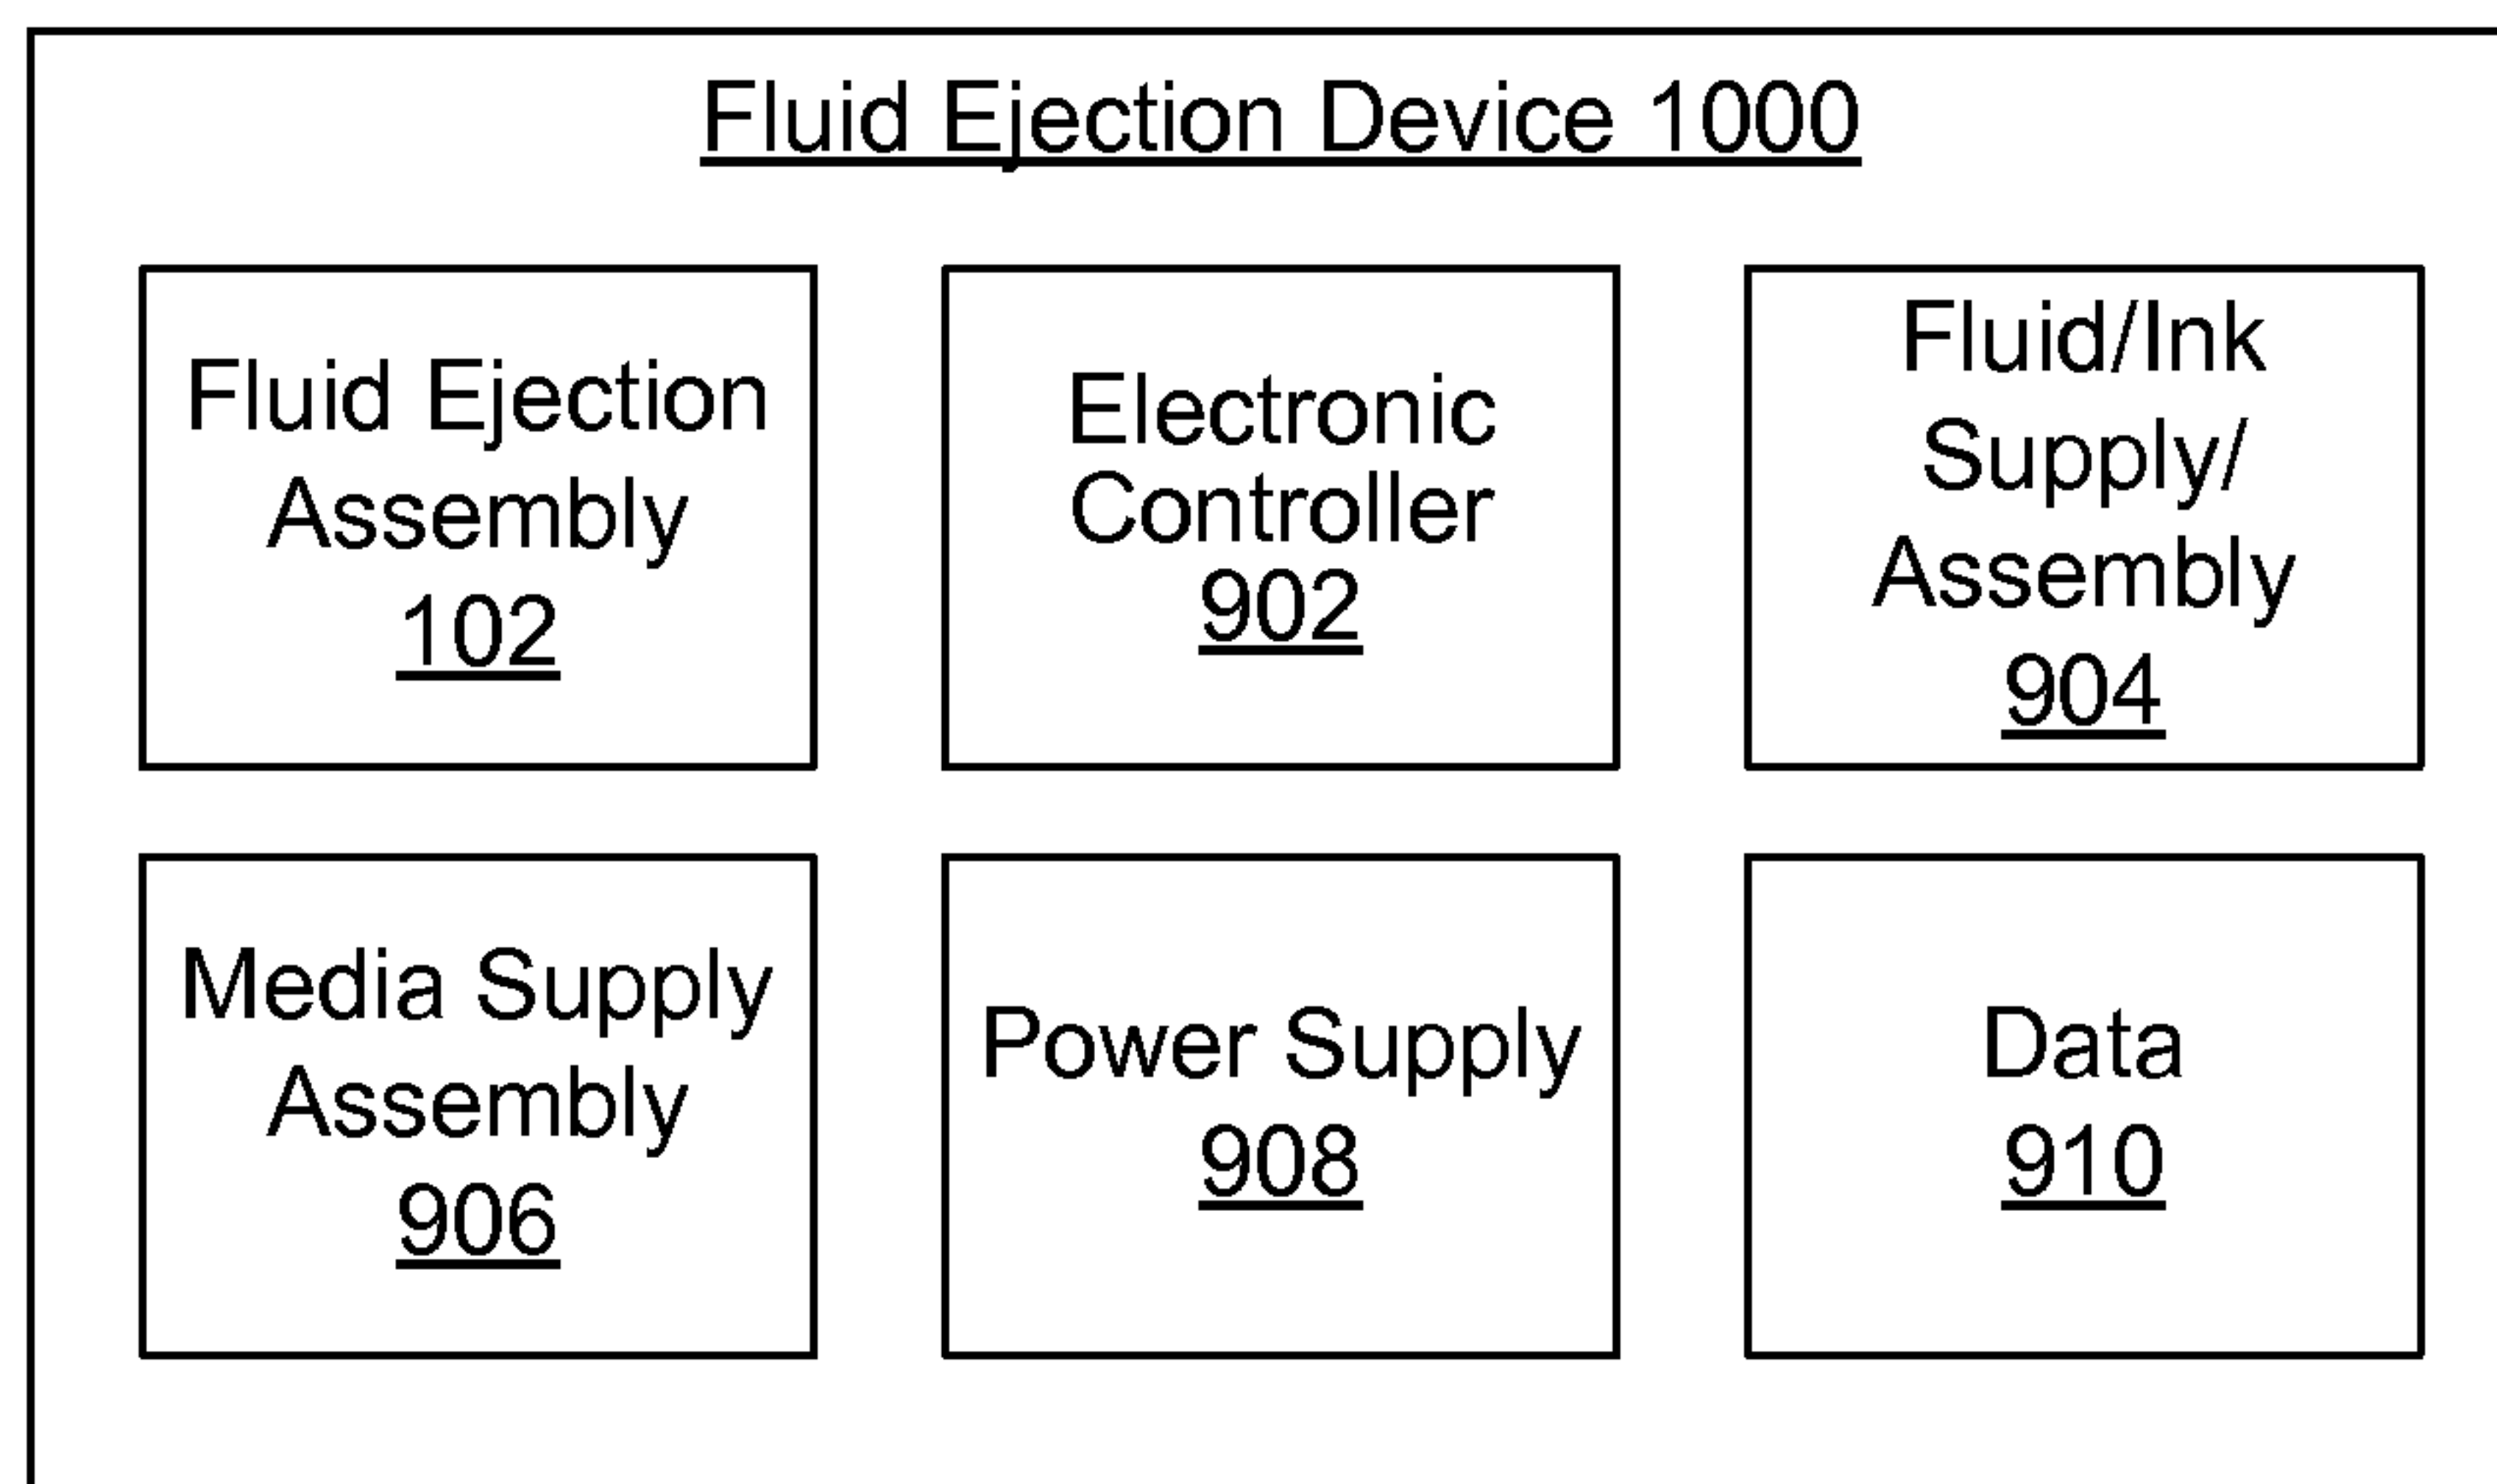 Fluid Ejection Device 1000
Fluid Ejection
Assembly
102
Electronic
Controller
902
Fluid/Ink
Supply/
Assembly
904
Media Supply
Assembly
906
Power Supply
908
Data
910